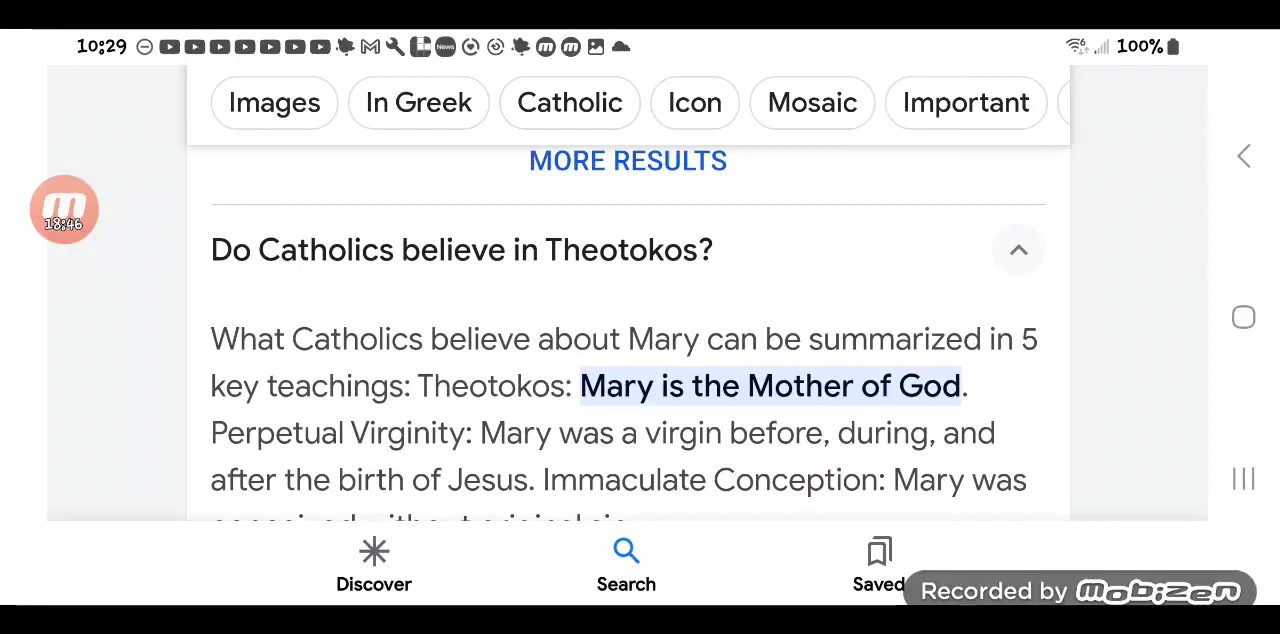 10:29 News 100%
Images In Greek Catholic Icon Mosaic Important
MORE RESULTS
18:46
Do Catholics believe in Theotokos?
What Catholics believe about Mary can be summarized in 5
key teachings: Theotokos: Mary is the Mother of God.
Perpetual Virginity: Mary was a virgin before, during, and
after the birth of Jesus. Immaculate Conception: Mary was
Discover Search Saved
Recorded by mobizen